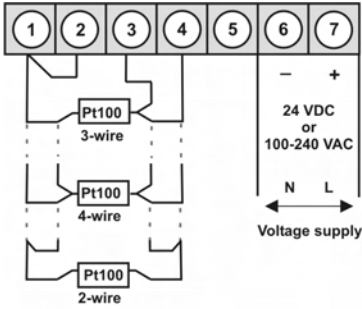 1 2 3 4 5 6 7
− +
Pt100
3-wire
24 VDC
or
100-240 VAC
Pt100
4-wire
N L
Voltage supply
Pt100
2-wire